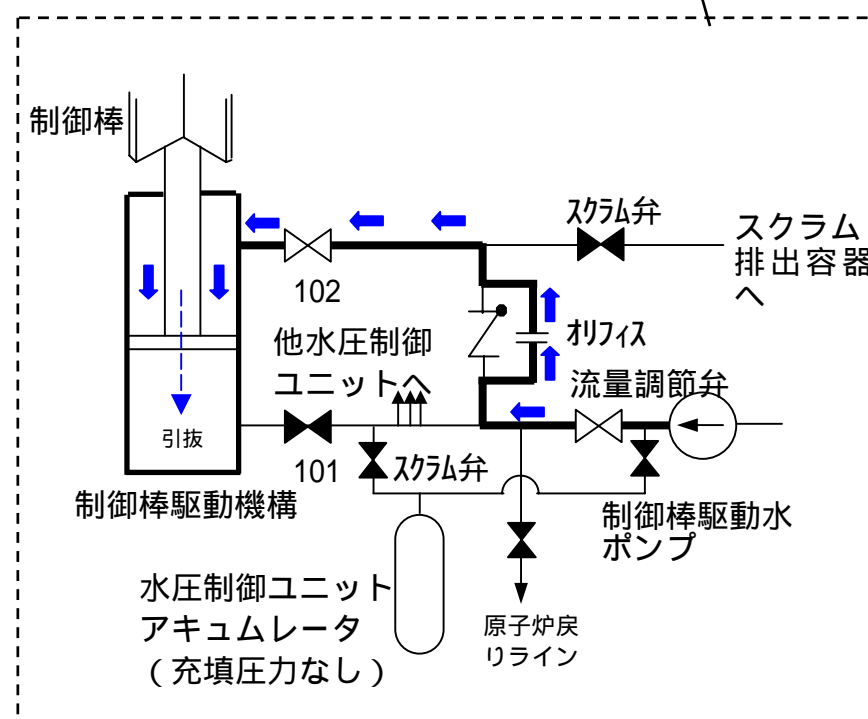 制御棒
スクラム弁
スクラム
排出容器
へ
102
他水圧制御
ユニットへ
オリフィス
流量調節弁
引抜
101
スクラム弁
制御棒駆動機構
制御棒駆動水
ポンプ
水圧制御ユニット
アキュムレータ
（充填圧力なし）
原子炉戻
りライン